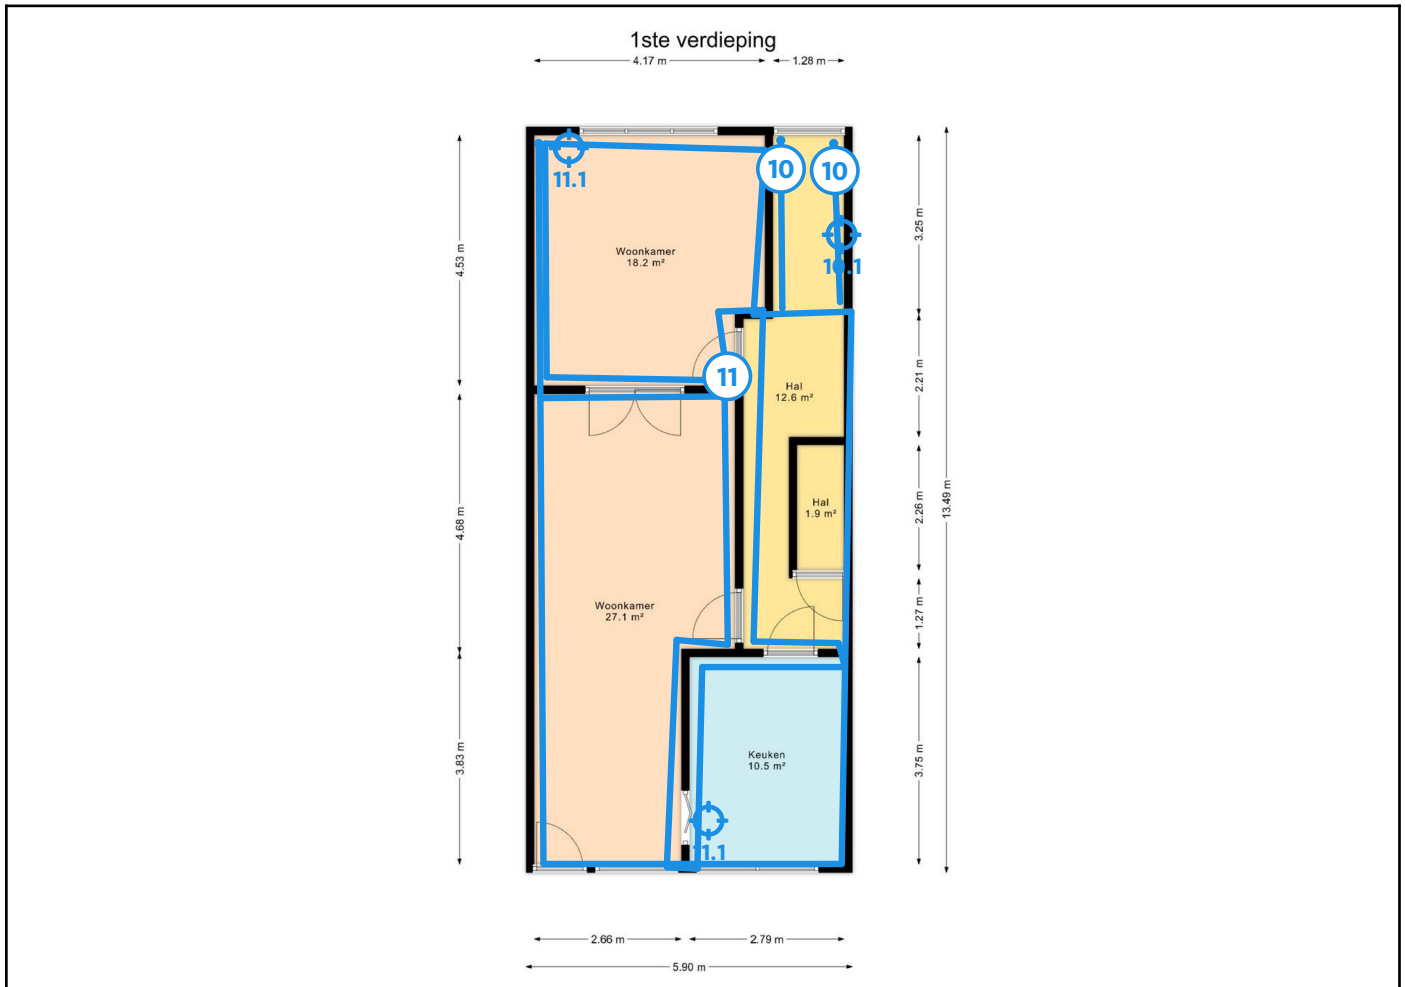 1ste verdieping
4.17 m
1.28 m
11.1
10
10
10.1
Woonkamer
18.2 m²
4.53 m
3.25 m
11
Hal
12.6 m²
2.21 m
Hal
1.9 m²
4.68 m
2.26 m
13.49 m
Woonkamer
27.1 m²
1.27 m
Keuken
10.5 m²
3.83 m
3.75 m
11.1
2.66 m
2.79 m
5.90 m